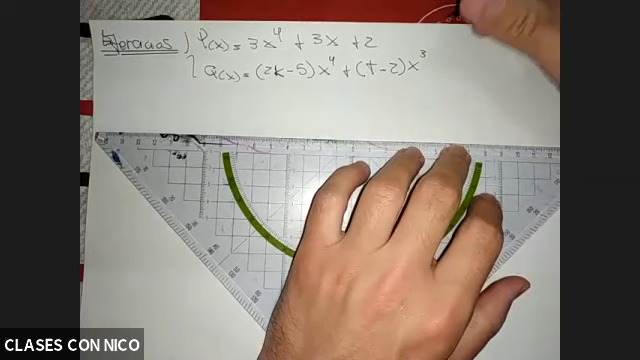 Ejercicios ) P(x) = 3x⁴ + 3x + 2
Q(x) = (2k-5)x⁴ + (t-2)x³
CLASES CON NICO